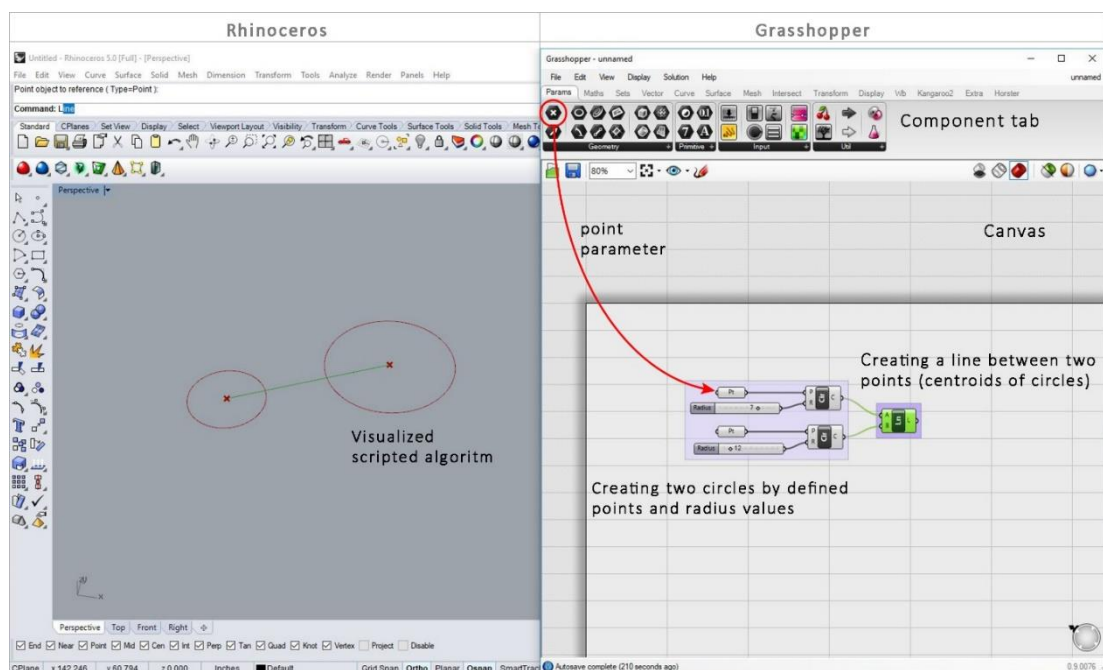 Rhinoceros
Grasshopper
Untitled - Rhinoceros 5.0 [Full] - [Perspective]
File Edit View Curve Surface Solid Mesh Dimension Transform Tools Analyze Render Panels Help
Point object to reference ( Type=Point ):
Command: Line
Standard CPlanes Set View Display Select Viewport Layout Visibility Transform Curve Tools Surface Tools Solid Tools Mesh T
Perspective
Visualized
scripted algoritm
Perspective Top Front Right
End Near Point Mid Cen Int Perp Tan Quad Knot Vertex Project Disable
CPlane x 142.246 y 60.794 z 0.000 Inches Default Grid Snap Ortho Planar Osnap SmartTrac
Grasshopper - unnamed
File Edit View Display Solution Help unnamed
Params Maths Sets Vector Curve Surface Mesh Intersect Transform Display Wb Kangaroo2 Extra Horster
Component tab
Geometry Primitive Input Util
80%
point
parameter
Canvas
Creating a line between two
points (centroids of circles)
Pt P R Cir C
Radius 7
Pt P R Cir C
Radius 12
A B Ln L
Creating two circles by defined
points and radius values
Autosave complete (210 seconds ago) 0.9.0076